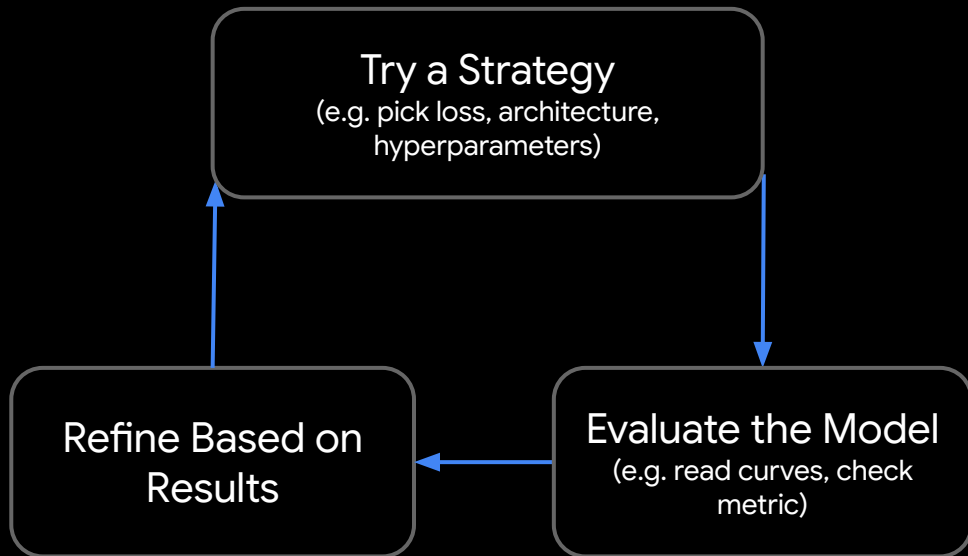 Try a Strategy
(e.g. pick loss, architecture,
hyperparameters)
Refine Based on
Results
Evaluate the Model
(e.g. read curves, check
metric)